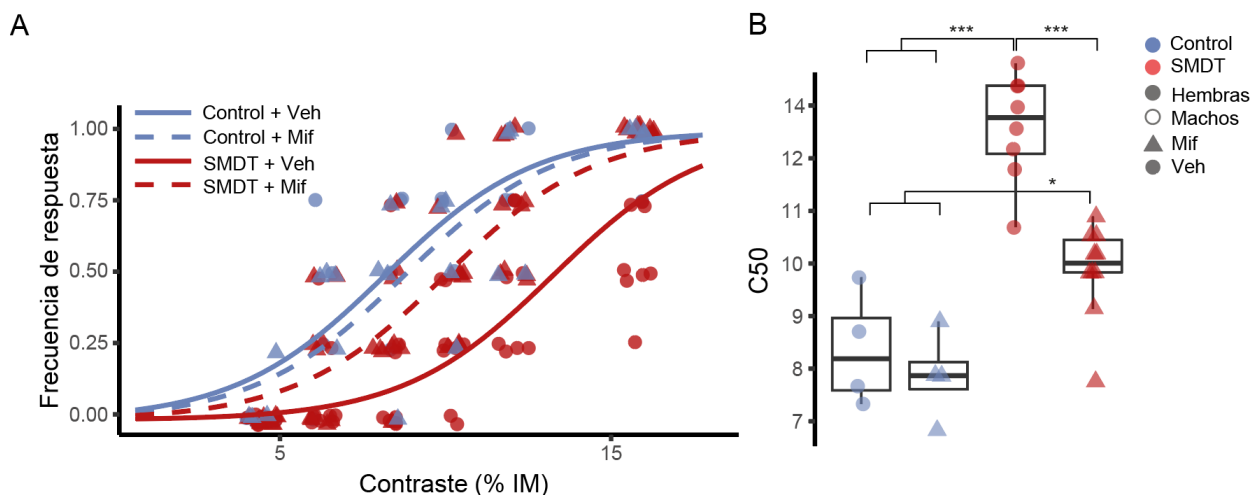 A
Control + Veh
Control + Mif
SMDT + Veh
SMDT + Mif
Frecuencia de respuesta
1.00
0.75
0.50
0.25
0.00
5
15
Contraste (% IM)
B
***
***
*
C50
14
12
11
10
9
8
7
Control
SMDT
Hembras
Machos
Mif
Veh